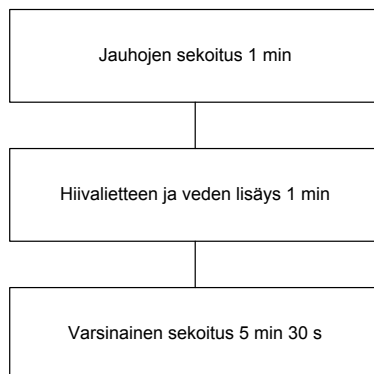 Jauhojen sekoitus 1 min
Hiivalietteen ja veden lisäys 1 min
Varsinainen sekoitus 5 min 30 s